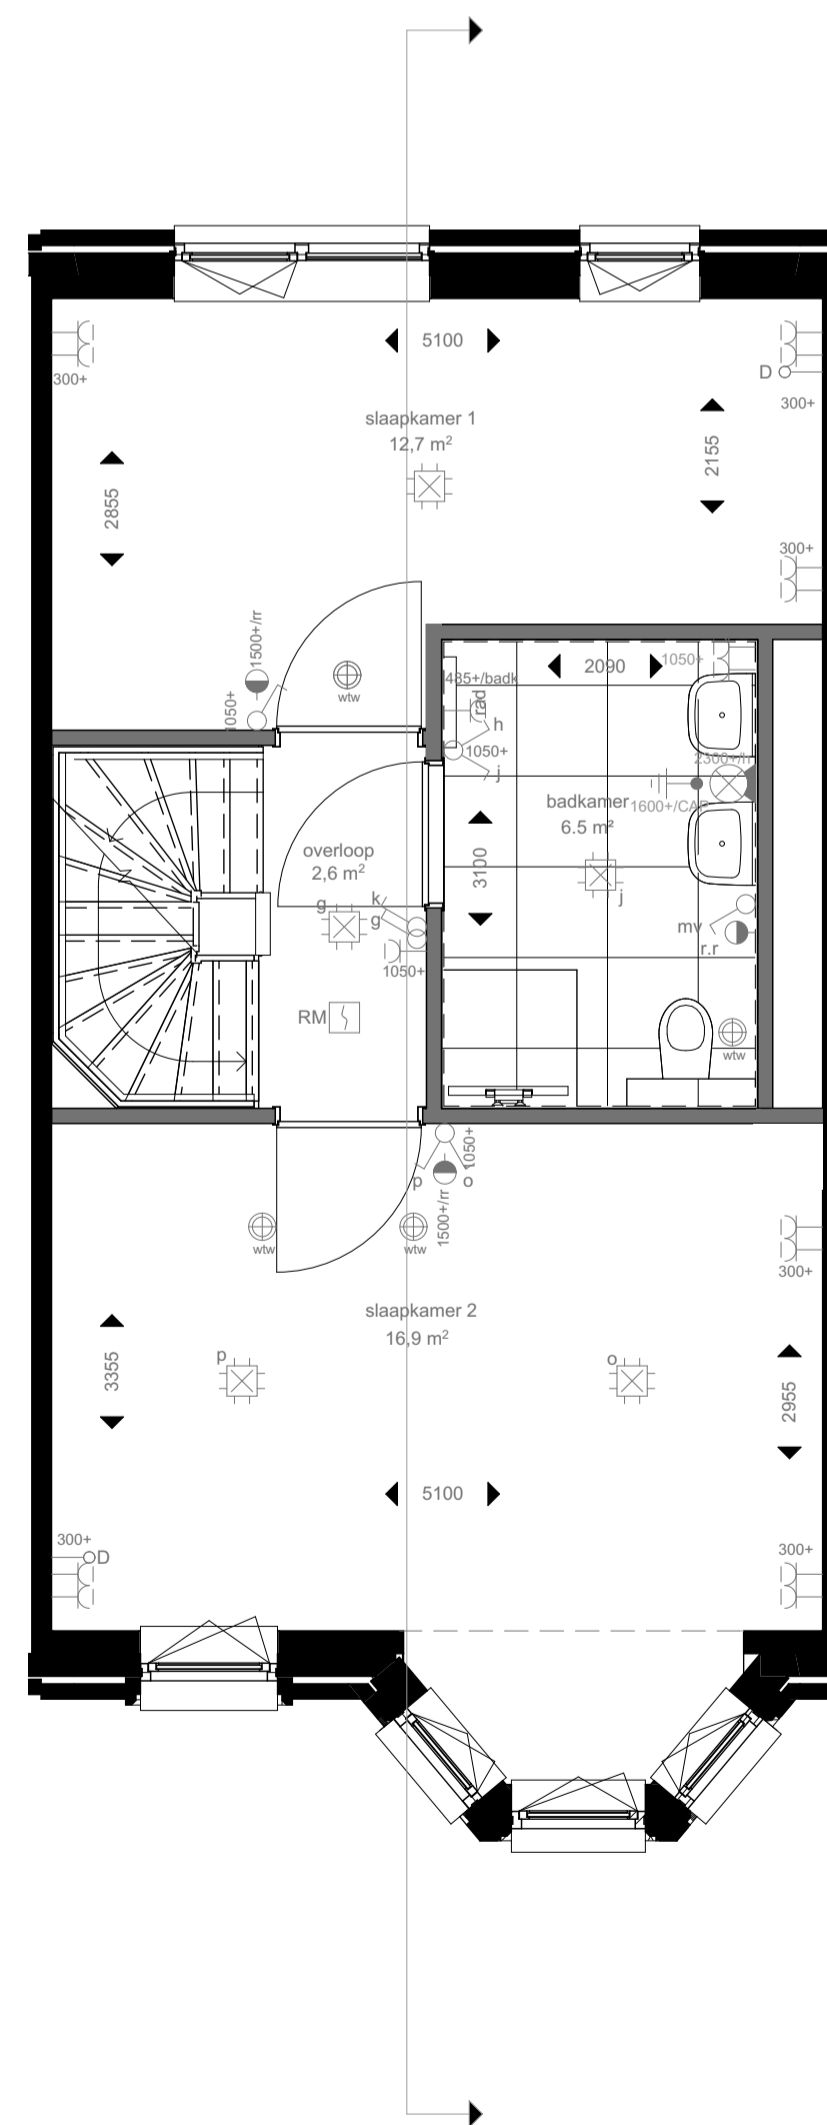 5100
300+
D
300+
slaapkamer 1
12,7 m²
2155
2855
300+
1500+/rr
1050+
wtw
1050+
2090
485+/badk
rad
h
1050+
j
2300+/h
1600+/CAP
badkamer
6.5 m²
3100
j
overloop
2,6 m²
k
g
g
1050+
mv
r.r
RM
wtw
1050+
p
o
1500+/rr
wtw
wtw
300+
slaapkamer 2
16,9 m²
p
o
3355
2955
5100
300+
D
300+